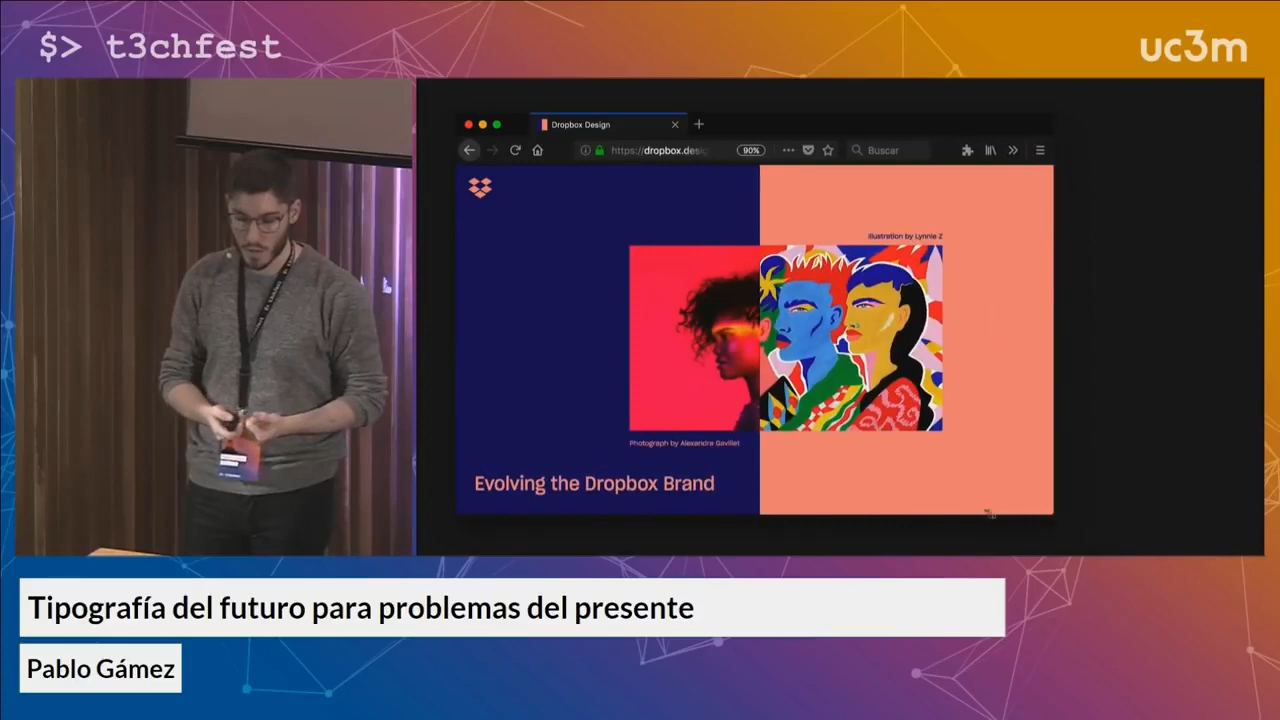 $> t3chfest
uc3m
Dropbox Design
https://dropbox.desi
90%
Buscar
Illustration by Lynnie Z
Photograph by Alexandra Gavillet
Evolving the Dropbox Brand
Tipografía del futuro para problemas del presente
Pablo Gámez